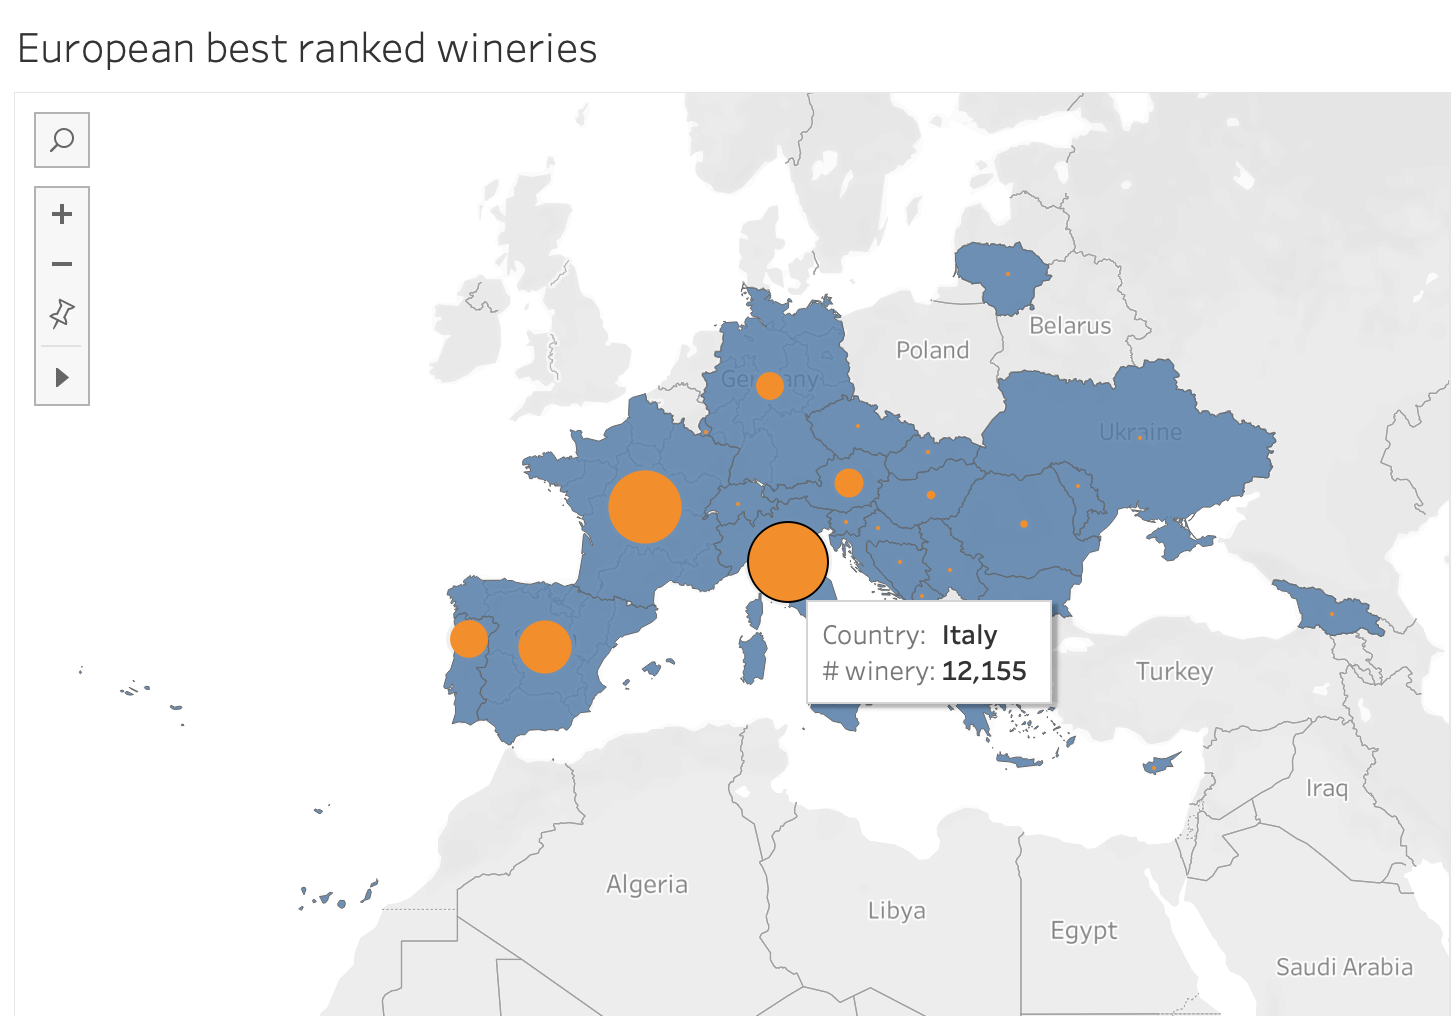 European best ranked wineries
Belarus
Poland
Germany
Ukraine
Country: Italy
# winery: 12,155
Turkey
Iraq
Algeria
Libya
Egypt
Saudi Arabia